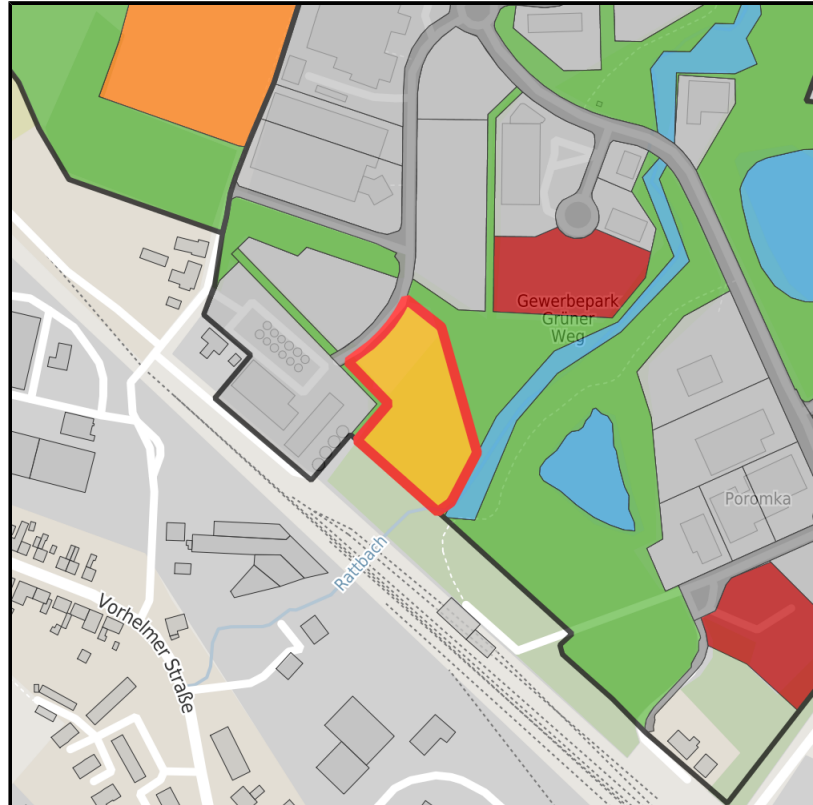 Gewerbepark
Grüner
Weg
Poromka
Rattbach
Vorhelmer Straße